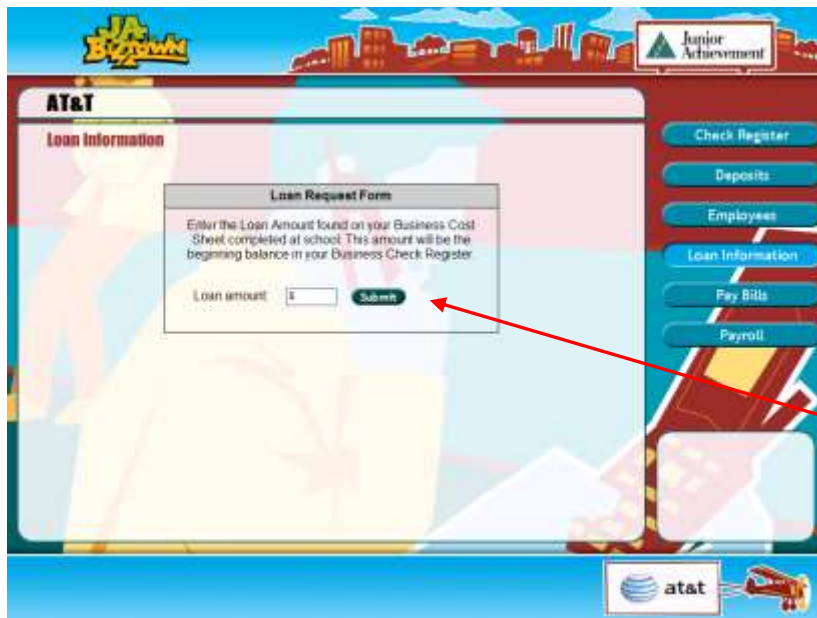 JA
BizTown
Junior
Achievement
AT&T
Loan Information
Loan Request Form
Enter the Loan Amount found on your Business Cost
Sheet completed at school. This amount will be the
beginning balance in your Business Check Register.
Loan amount: $
Submit
Check Register
Deposits
Employees
Loan Information
Pay Bills
Payroll
at&t